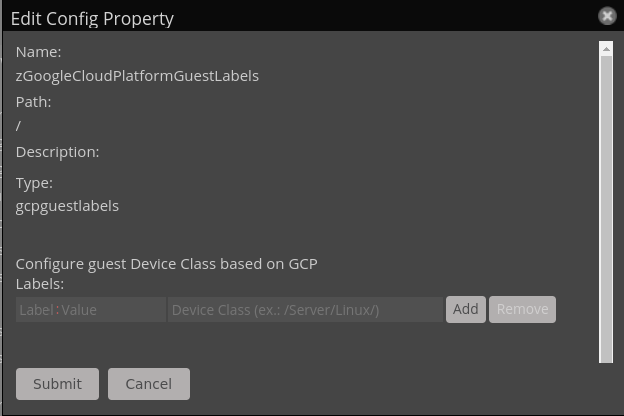 Edit Config Property
Name:
zGoogleCloudPlatformGuestLabels
Path:
/
Description:
Type:
gcpguestlabels
Configure guest Device Class based on GCP
Labels:
Label:Value Device Class (ex.: /Server/Linux/) Add Remove
Submit Cancel